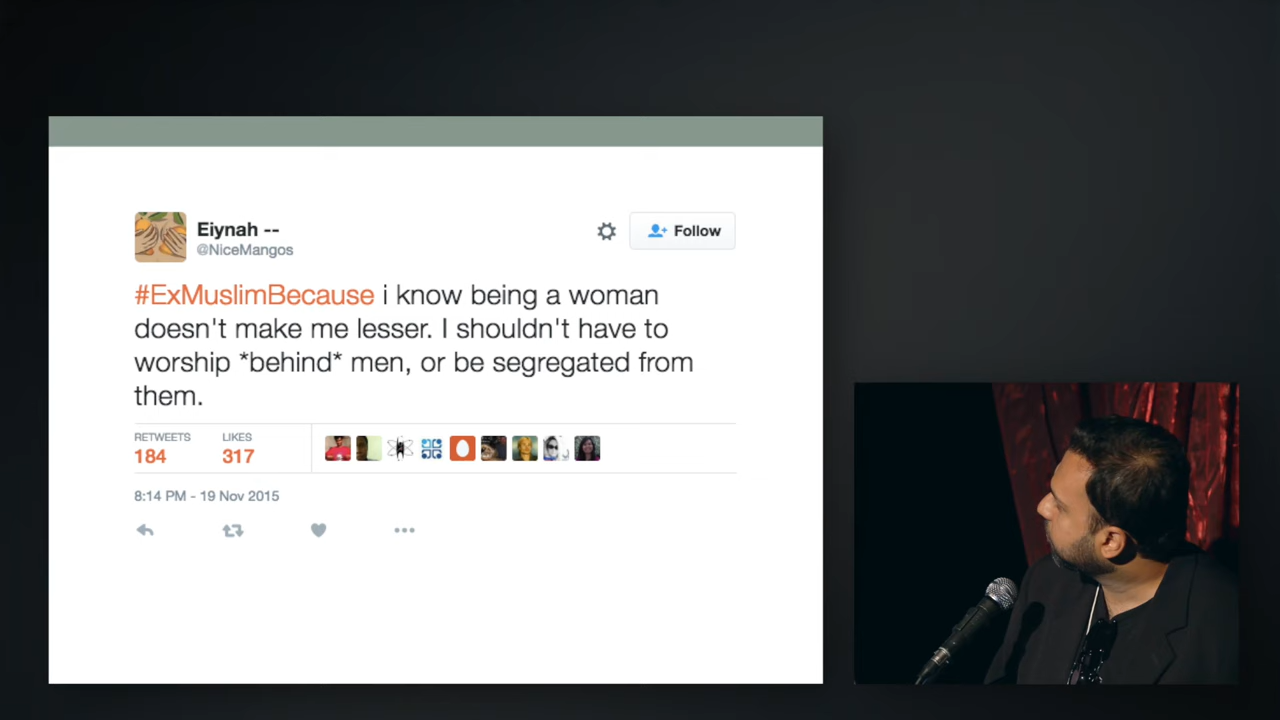 Eiynah --
@NiceMangos
Follow
#ExMuslimBecause i know being a woman
doesn't make me lesser. I shouldn't have to
worship *behind* men, or be segregated from
them.
RETWEETS LIKES
184 317
8:14 PM - 19 Nov 2015